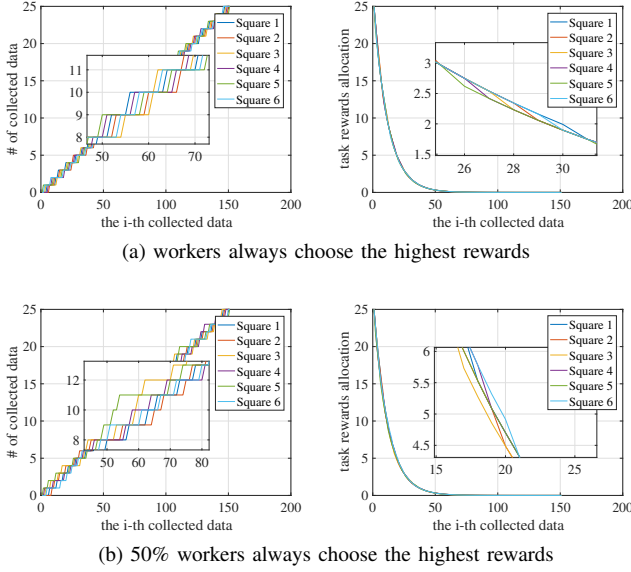 25
20
15
10
5
0
# of collected data
0
50
100
150
200
the i-th collected data
Square 1
Square 2
Square 3
Square 4
Square 5
Square 6
11
10
9
8
50
60
70
25
20
15
10
5
0
task rewards allocation
0
50
100
150
200
the i-th collected data
Square 1
Square 2
Square 3
Square 4
Square 5
Square 6
3
2.5
2
1.5
26
28
30
(a) workers always choose the highest rewards
25
20
15
10
5
0
# of collected data
0
50
100
150
200
the i-th collected data
Square 1
Square 2
Square 3
Square 4
Square 5
Square 6
12
10
8
50
60
70
80
25
20
15
10
5
0
task rewards allocation
0
50
100
150
200
the i-th collected data
Square 1
Square 2
Square 3
Square 4
Square 5
Square 6
6
5.5
5
4.5
15
20
25
(b) 50% workers always choose the highest rewards